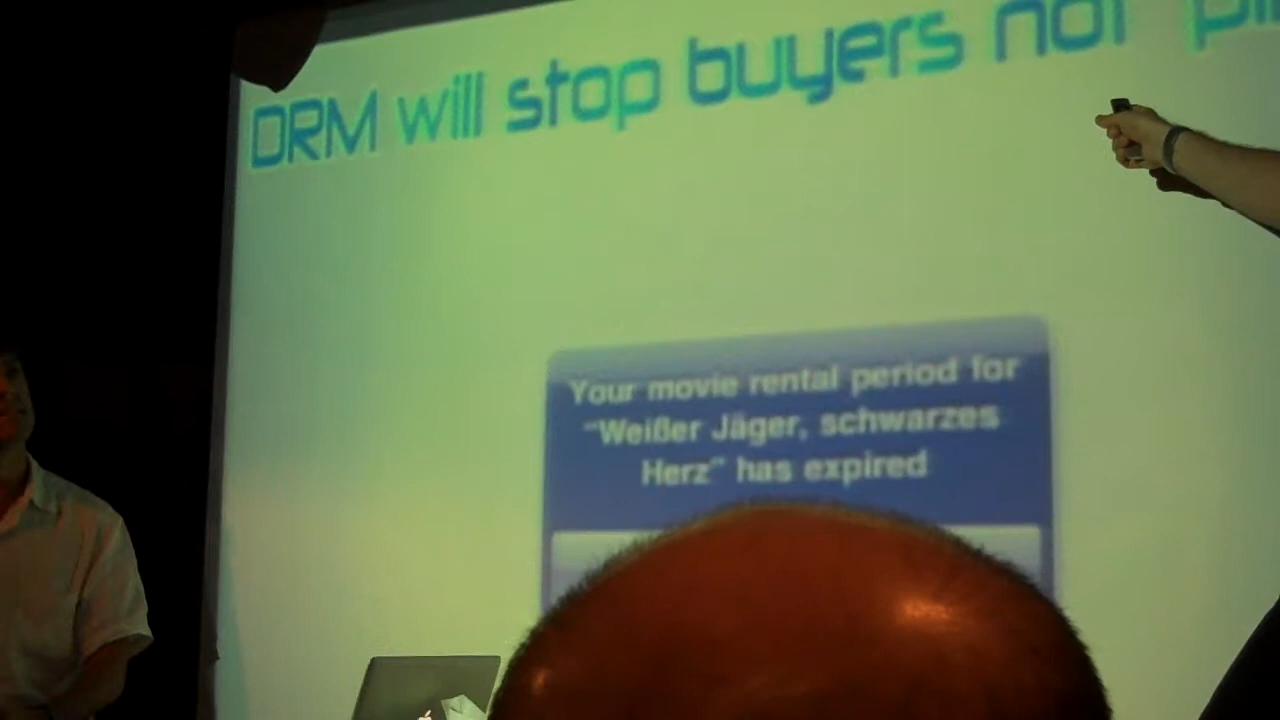 DRM will stop buyers not
Your movie rental period for
"Weißer Jäger, schwarzes
Herz" has expired